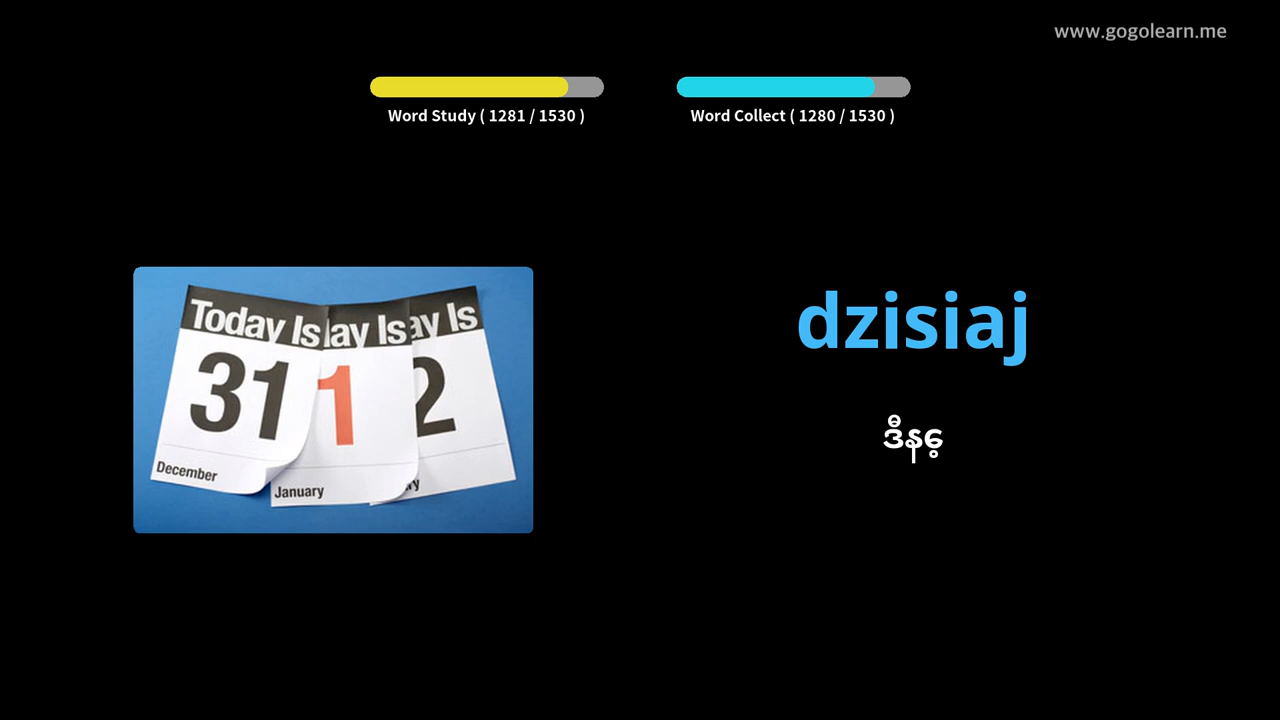 www.gogolearn.me
Word Study ( 1281 / 1530 )
Word Collect ( 1280 / 1530 )
Today Is
ay Is
ay Is
31
1
2
December
January
ry
dzisiaj
ဒီနေ့